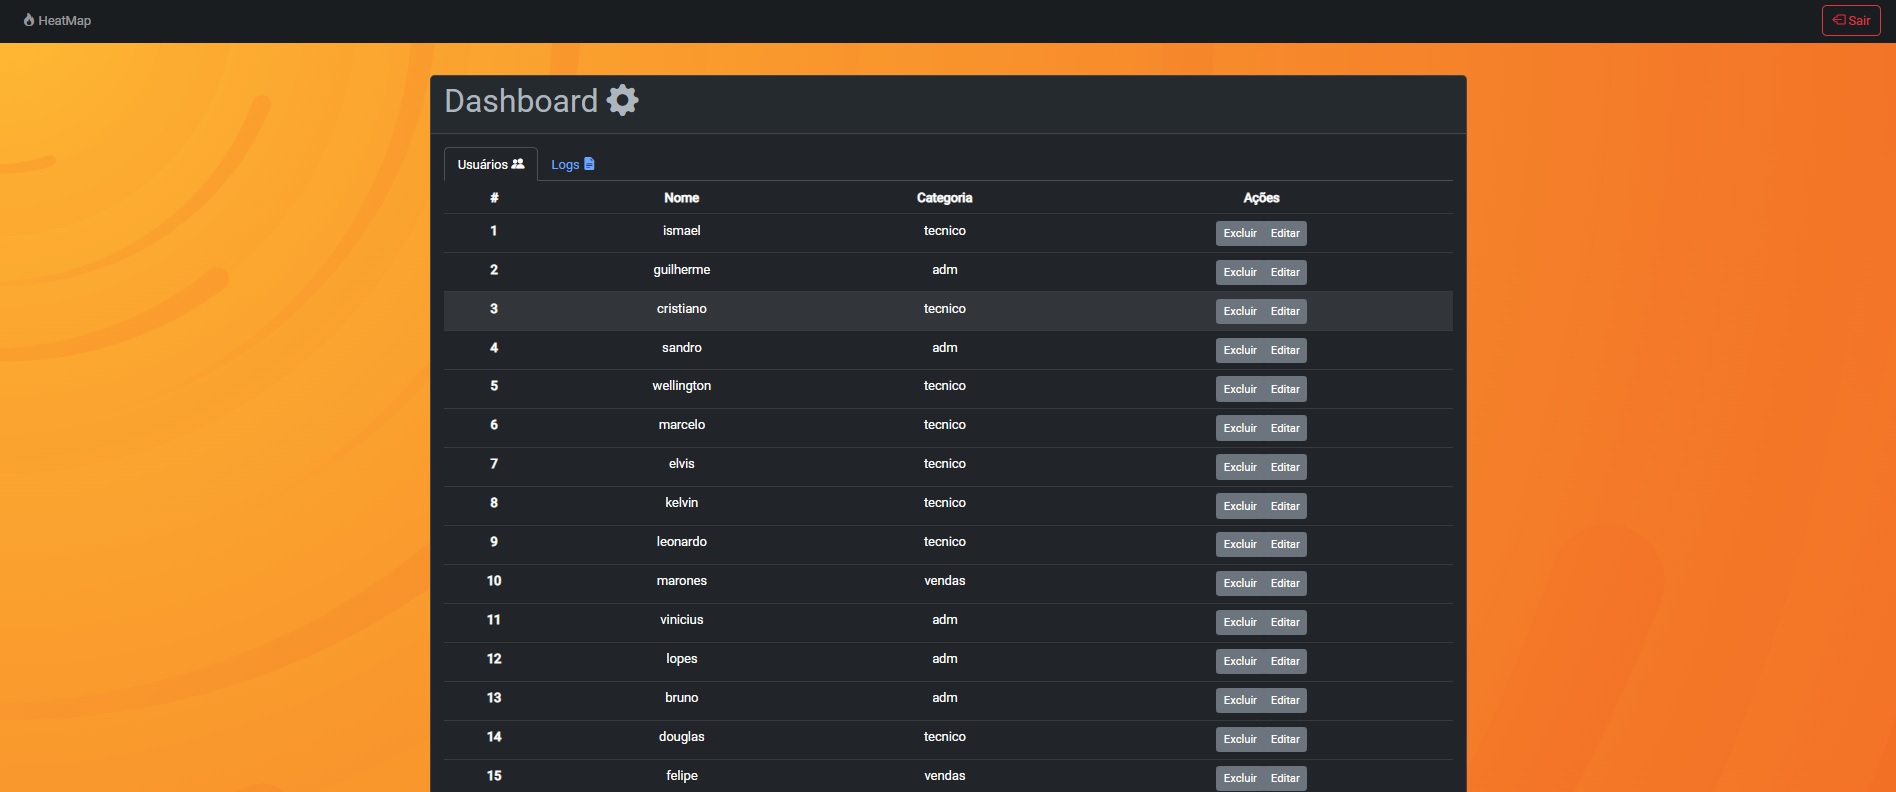 HeatMap Sair
Dashboard
Usuários Logs
# Nome Categoria Ações
1 ismael tecnico Excluir Editar
2 guilherme adm Excluir Editar
3 cristiano tecnico Excluir Editar
4 sandro adm Excluir Editar
5 wellington tecnico Excluir Editar
6 marcelo tecnico Excluir Editar
7 elvis tecnico Excluir Editar
8 kelvin tecnico Excluir Editar
9 leonardo tecnico Excluir Editar
10 marones vendas Excluir Editar
11 vinicius adm Excluir Editar
12 lopes adm Excluir Editar
13 bruno adm Excluir Editar
14 douglas tecnico Excluir Editar
15 felipe vendas Excluir Editar